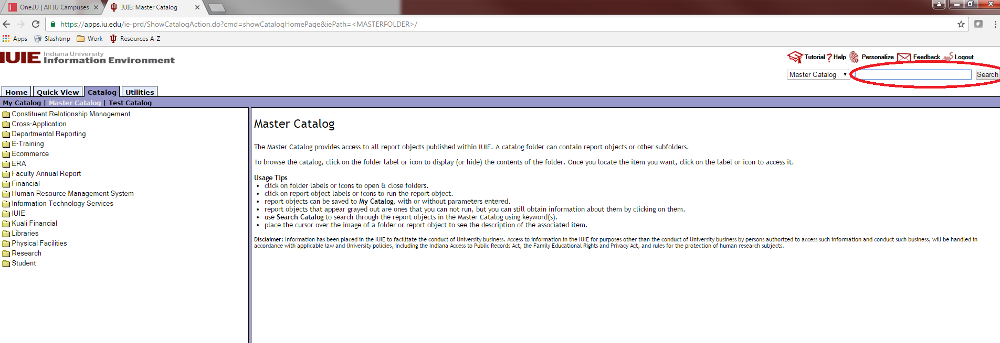 One.IU | All IU Campuses
IUIE: Master Catalog
https://apps.iu.edu/ie-prd/ShowCatalogAction.do?cmd=showCatalogHomePage&iePath=<MASTERFOLDER>/
Apps Slashtmp Work Resources A-Z
IUIE Indiana University Information Environment
Tutorial ? Help Personalize Feedback Logout
Master Catalog Search
Home Quick View Catalog Utilities
My Catalog | Master Catalog | Test Catalog
Constituent Relationship Management
Cross-Application
Departmental Reporting
E-Training
Ecommerce
ERA
Faculty Annual Report
Financial
Human Resource Management System
Information Technology Services
IUIE
Kuali Financial
Libraries
Physical Facilities
Research
Student
Master Catalog
The Master Catalog provides access to all report objects published within IUIE. A catalog folder can contain report objects or other subfolders.
To browse the catalog, click on the folder label or icon to display (or hide) the contents of the folder. Once you locate the item you want, click on the label or icon to access it.
Usage Tips
• click on folder labels or icons to open & close folders.
• click on report object labels or icons to run the report object.
• report objects can be saved to My Catalog, with or without parameters entered.
• report objects that appear grayed out are ones that you can not run, but you can still obtain information about them by clicking on them.
• use Search Catalog to search through the report objects in the Master Catalog using keyword(s).
• place the cursor over the image of a folder or report object to see the description of the associated item.
Disclaimer: Information has been placed in the IUIE to facilitate the conduct of University business. Access to information in the IUIE for purposes other than the conduct of University business by persons authorized to access such information and conduct such business, will be handled in
accordance with applicable law and University policies, including the Indiana Access to Public Records Act, the Family Educational Rights and Privacy Act, and rules for the protection of human research subjects.